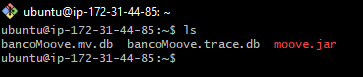 ubuntu@ip-172-31-44-85: ~
ubuntu@ip-172-31-44-85:~$ ls
bancoMoove.mv.db  bancoMoove.trace.db  moove.jar
ubuntu@ip-172-31-44-85:~$